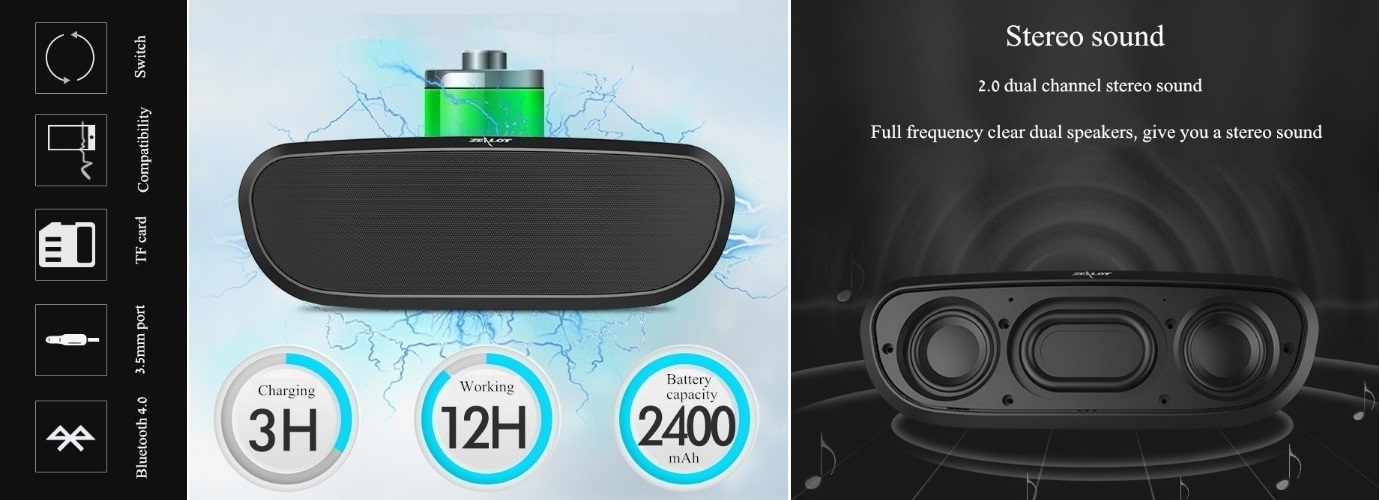 Switch
Compatibility
TF card
3.5mm port
Bluetooth 4.0
ZEALOT
Charging
3H
Working
12H
Battery
capacity
2400
mAh
Stereo sound
2.0 dual channel stereo sound
Full frequency clear dual speakers, give you a stereo sound
ZEALOT